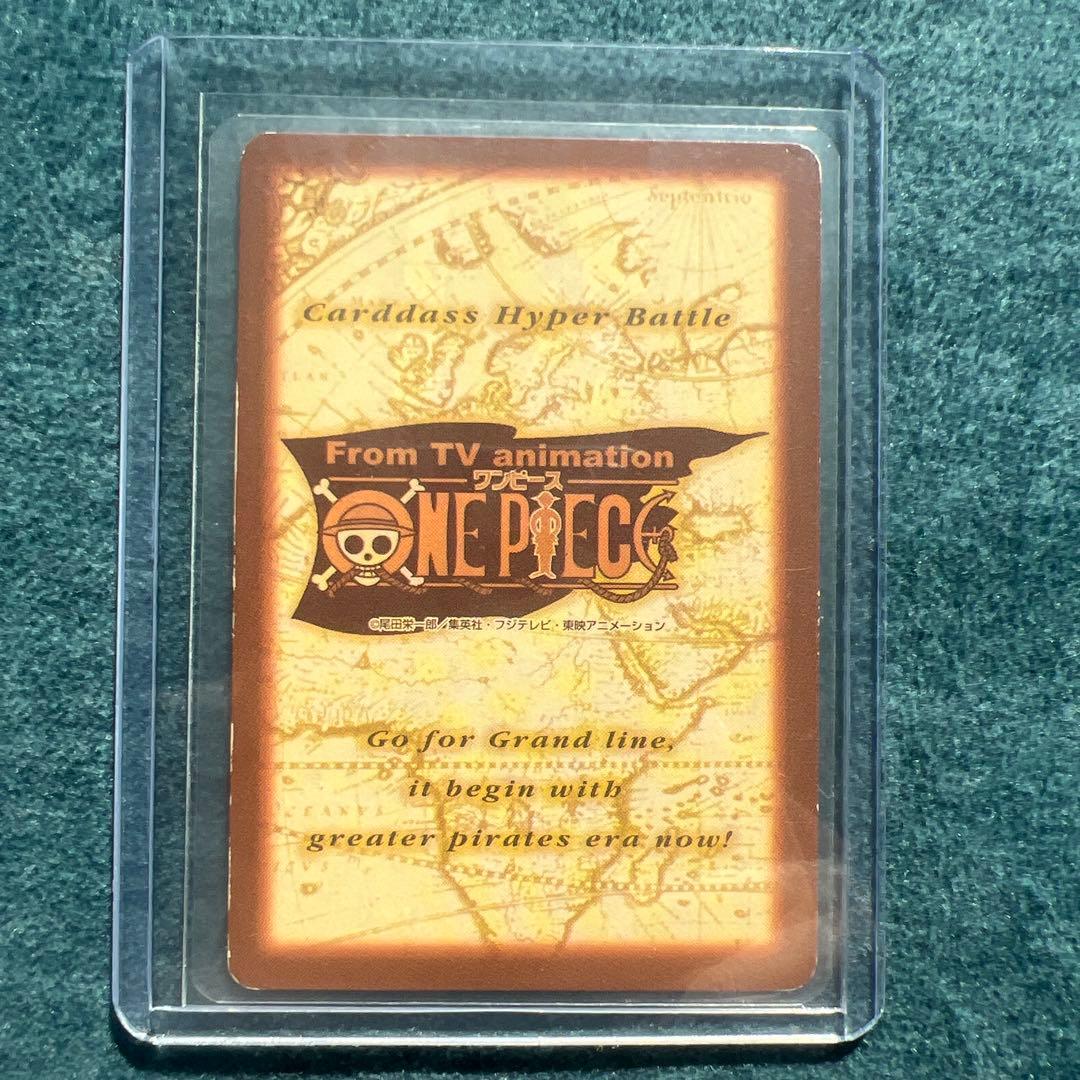 Septentrio
Carddass Hyper Battle
From TV animation
ワンピース
ONE PIECE
©尾田栄一郎／集英社・フジテレビ・東映アニメーション
Go for Grand line,
it begin with
greater pirates era now!